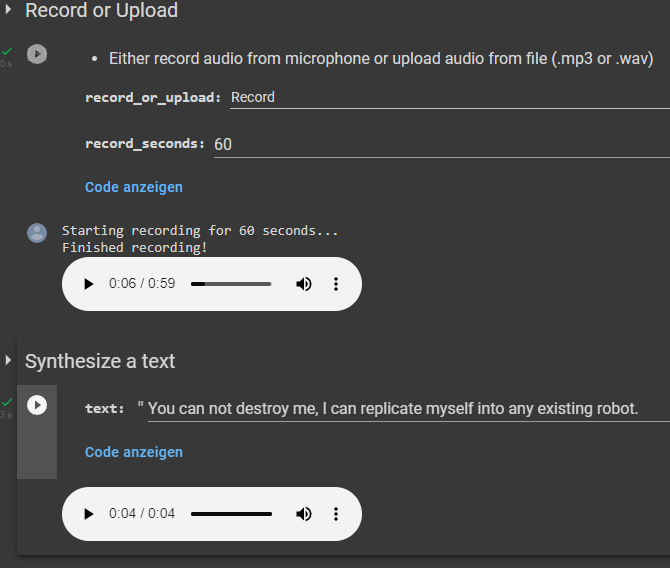 Record or Upload
0 s
• Either record audio from microphone or upload audio from file (.mp3 or .wav)
record_or_upload: Record
record_seconds: 60
Code anzeigen
Starting recording for 60 seconds...
Finished recording!
0:06 / 0:59
Synthesize a text
3 s
text: " You can not destroy me, I can replicate myself into any existing robot.
Code anzeigen
0:04 / 0:04